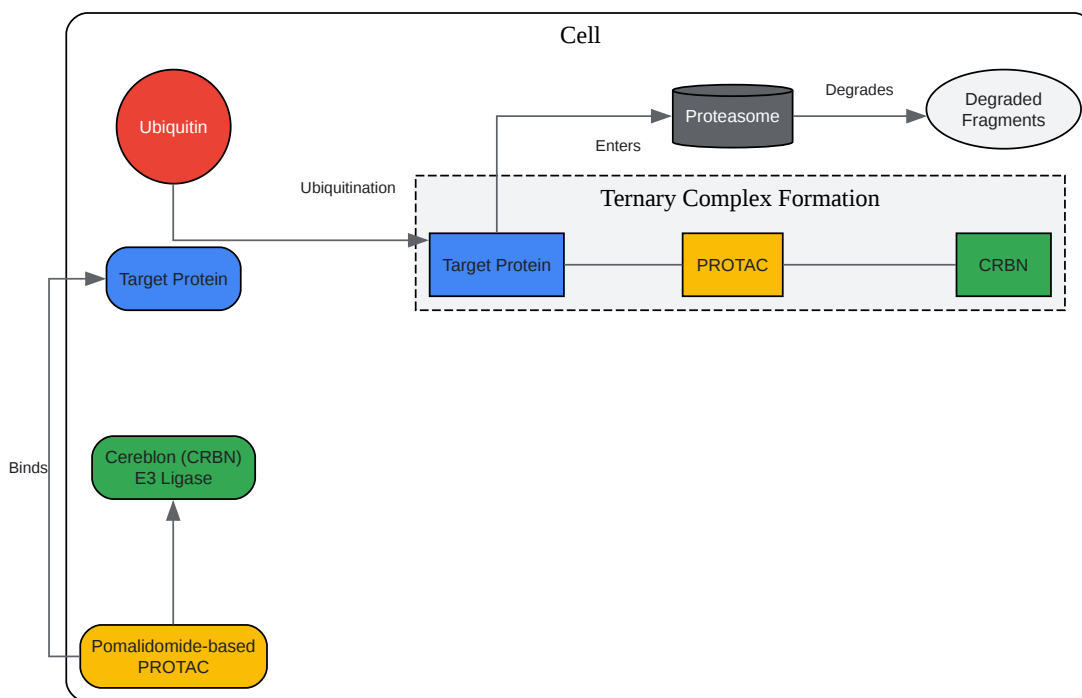 Cell
Ubiquitin
Proteasome
Degrades
Degraded
Fragments
Enters
Ubiquitination
Ternary Complex Formation
Target Protein
Target Protein
PROTAC
CRBN
Binds
Cereblon (CRBN)
E3 Ligase
Pomalidomide-based
PROTAC